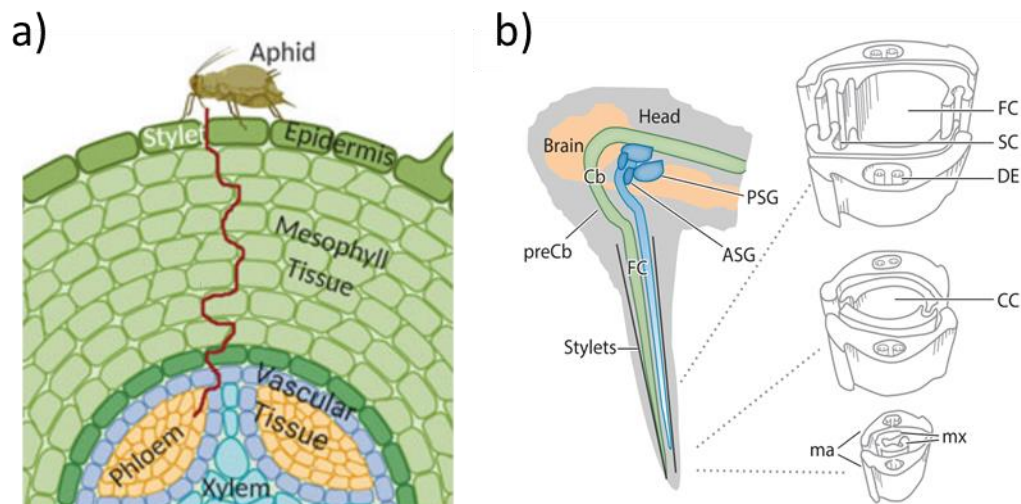 a)
Aphid
Stylet
Epidermis
Mesophyll
Tissue
Vascular
Tissue
Phloem
Xylem
b)
Head
Brain
Cb
PSG
preCb
ASG
FC
Stylets
FC
SC
DE
CC
ma
mx